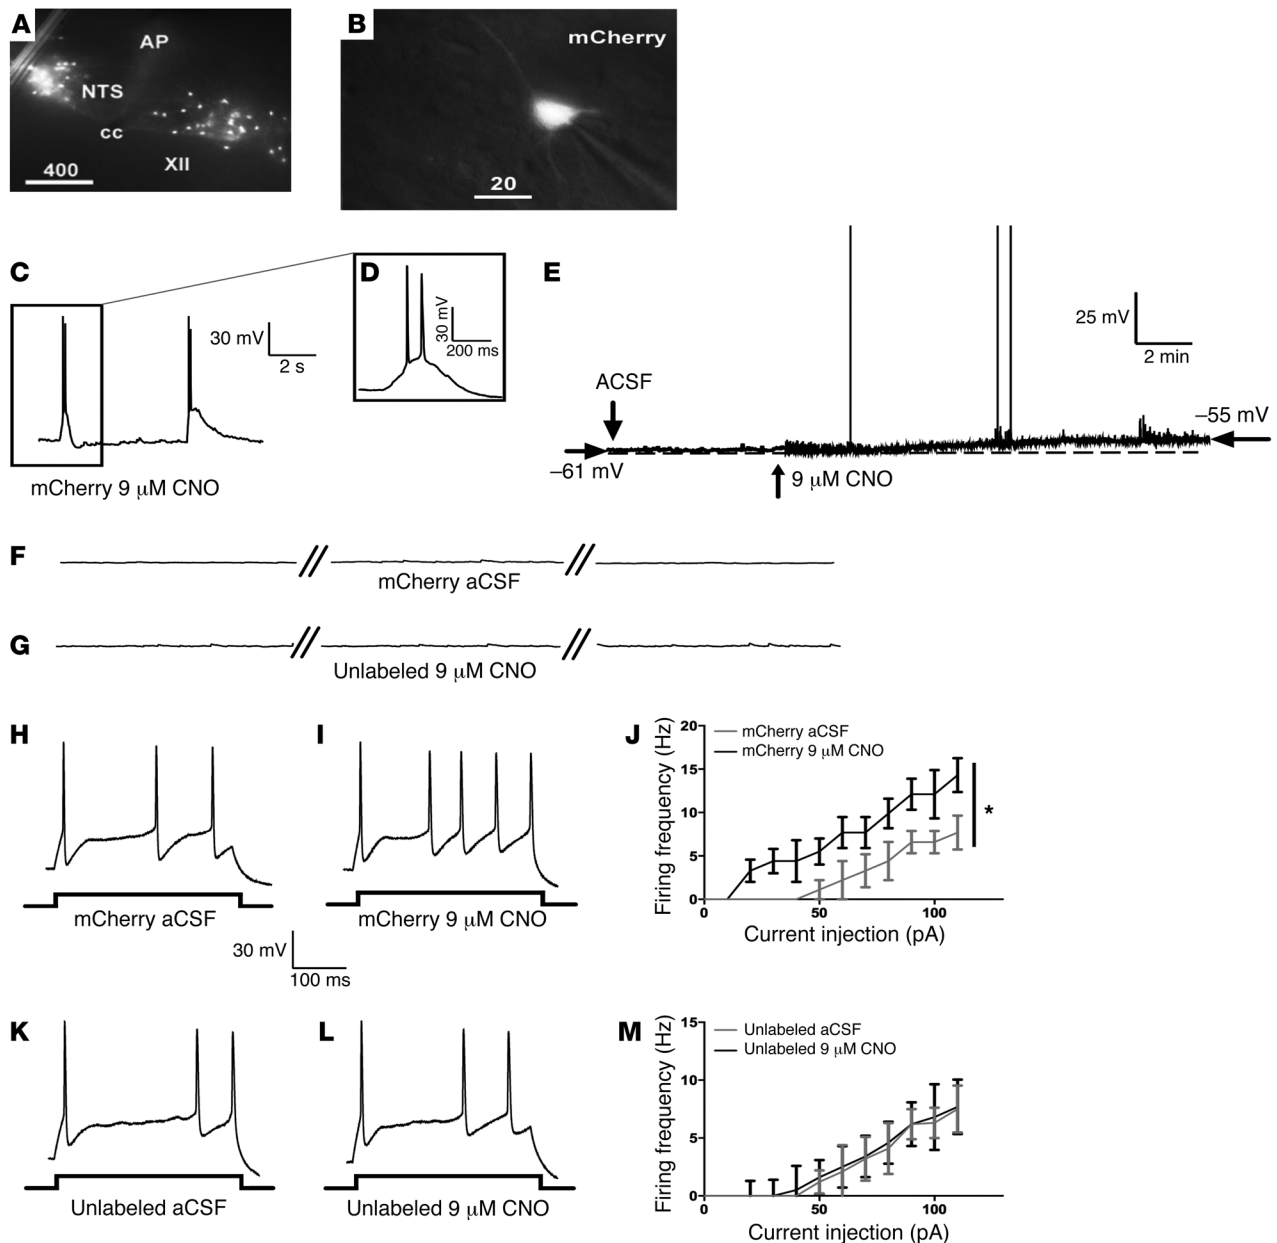 A
AP
NTS
cc
XII
400
B
mCherry
20
C
30 mV
2 s
mCherry 9 μM CNO
D
30 mV
200 ms
E
25 mV
2 min
ACSF
–55 mV
–61 mV
9 μM CNO
F
mCherry aCSF
G
Unlabeled 9 μM CNO
H
mCherry aCSF
I
mCherry 9 μM CNO
30 mV
100 ms
J
Firing frequency (Hz)
20
15
10
5
0
mCherry aCSF
mCherry 9 μM CNO
*
0
50
100
Current injection (pA)
K
Unlabeled aCSF
L
Unlabeled 9 μM CNO
M
Firing frequency (Hz)
15
10
5
0
Unlabeled aCSF
Unlabeled 9 μM CNO
0
50
100
Current injection (pA)